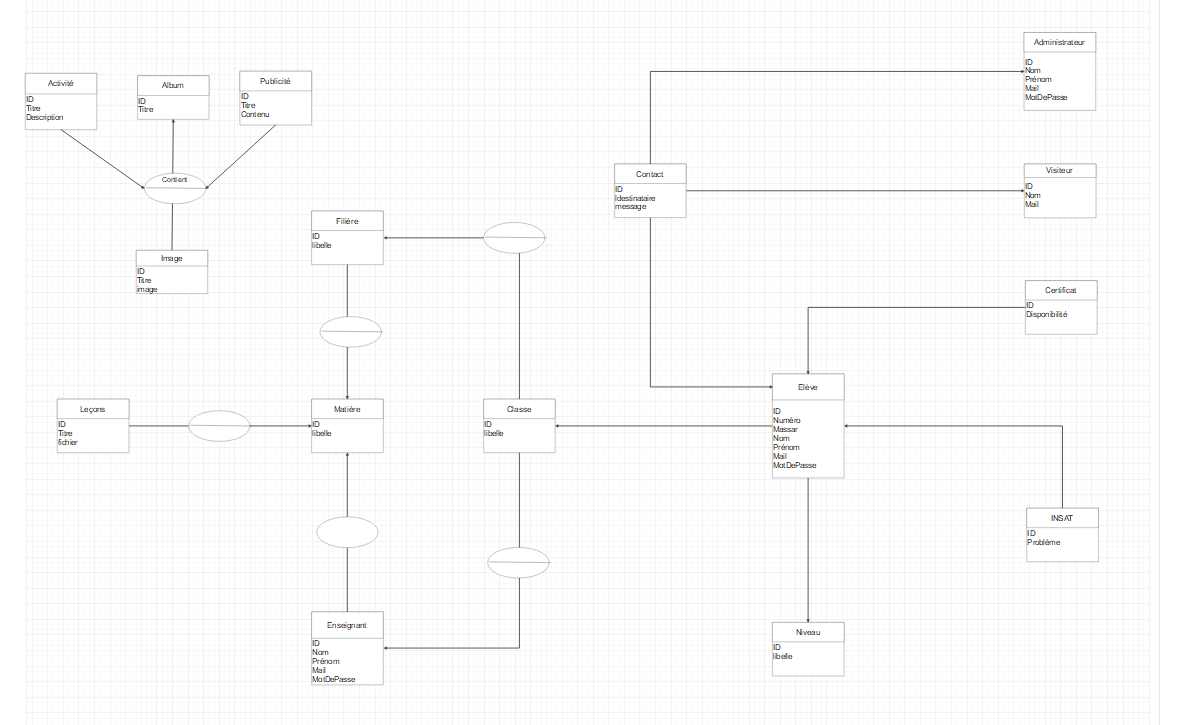 Administrateur
ID
Nom
Prénom
Mail
MotDePasse
Activité
ID
Titre
Description
Album
ID
Titre
Publicité
ID
Titre
Contenu
Contient
Image
ID
Titre
image
Contact
ID
Idestinataire
message
Visiteur
ID
Nom
Mail
Filiére
ID
libelle
Certificat
ID
Disponibilité
Elève
ID
Numéro
Massar
Nom
Prénom
Mail
MotDePasse
Leçons
ID
Titre
fichier
Matière
ID
libelle
Classe
ID
libelle
INSAT
ID
Problème
Enseignant
ID
Nom
Prénom
Mail
MotDePasse
Niveau
ID
libelle